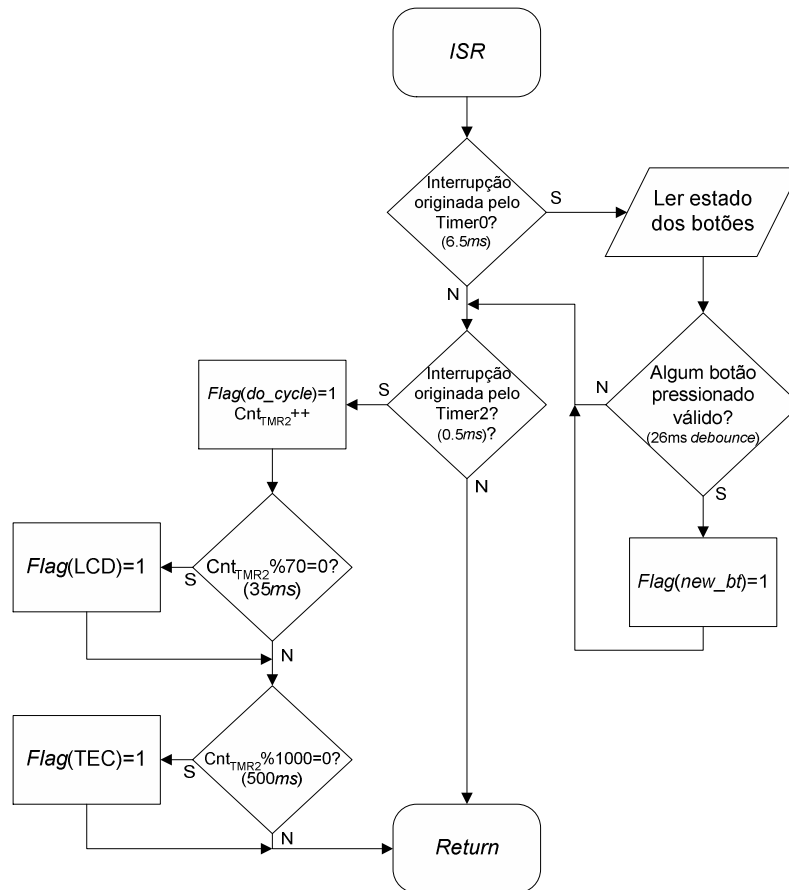 ISR
Interrupção
originada pelo
Timer0?
(6.5ms)
S
N
Ler estado
dos botões
Algum botão
pressionado
válido?
(26ms debounce)
N
S
Flag(new_bt)=1
Interrupção
originada pelo
Timer2?
(0.5ms)?
S
N
Flag(do_cycle)=1
CntTMR2++
CntTMR2%70=0?
(35ms)
S
N
Flag(LCD)=1
CntTMR2%1000=0?
(500ms)
S
N
Flag(TEC)=1
Return